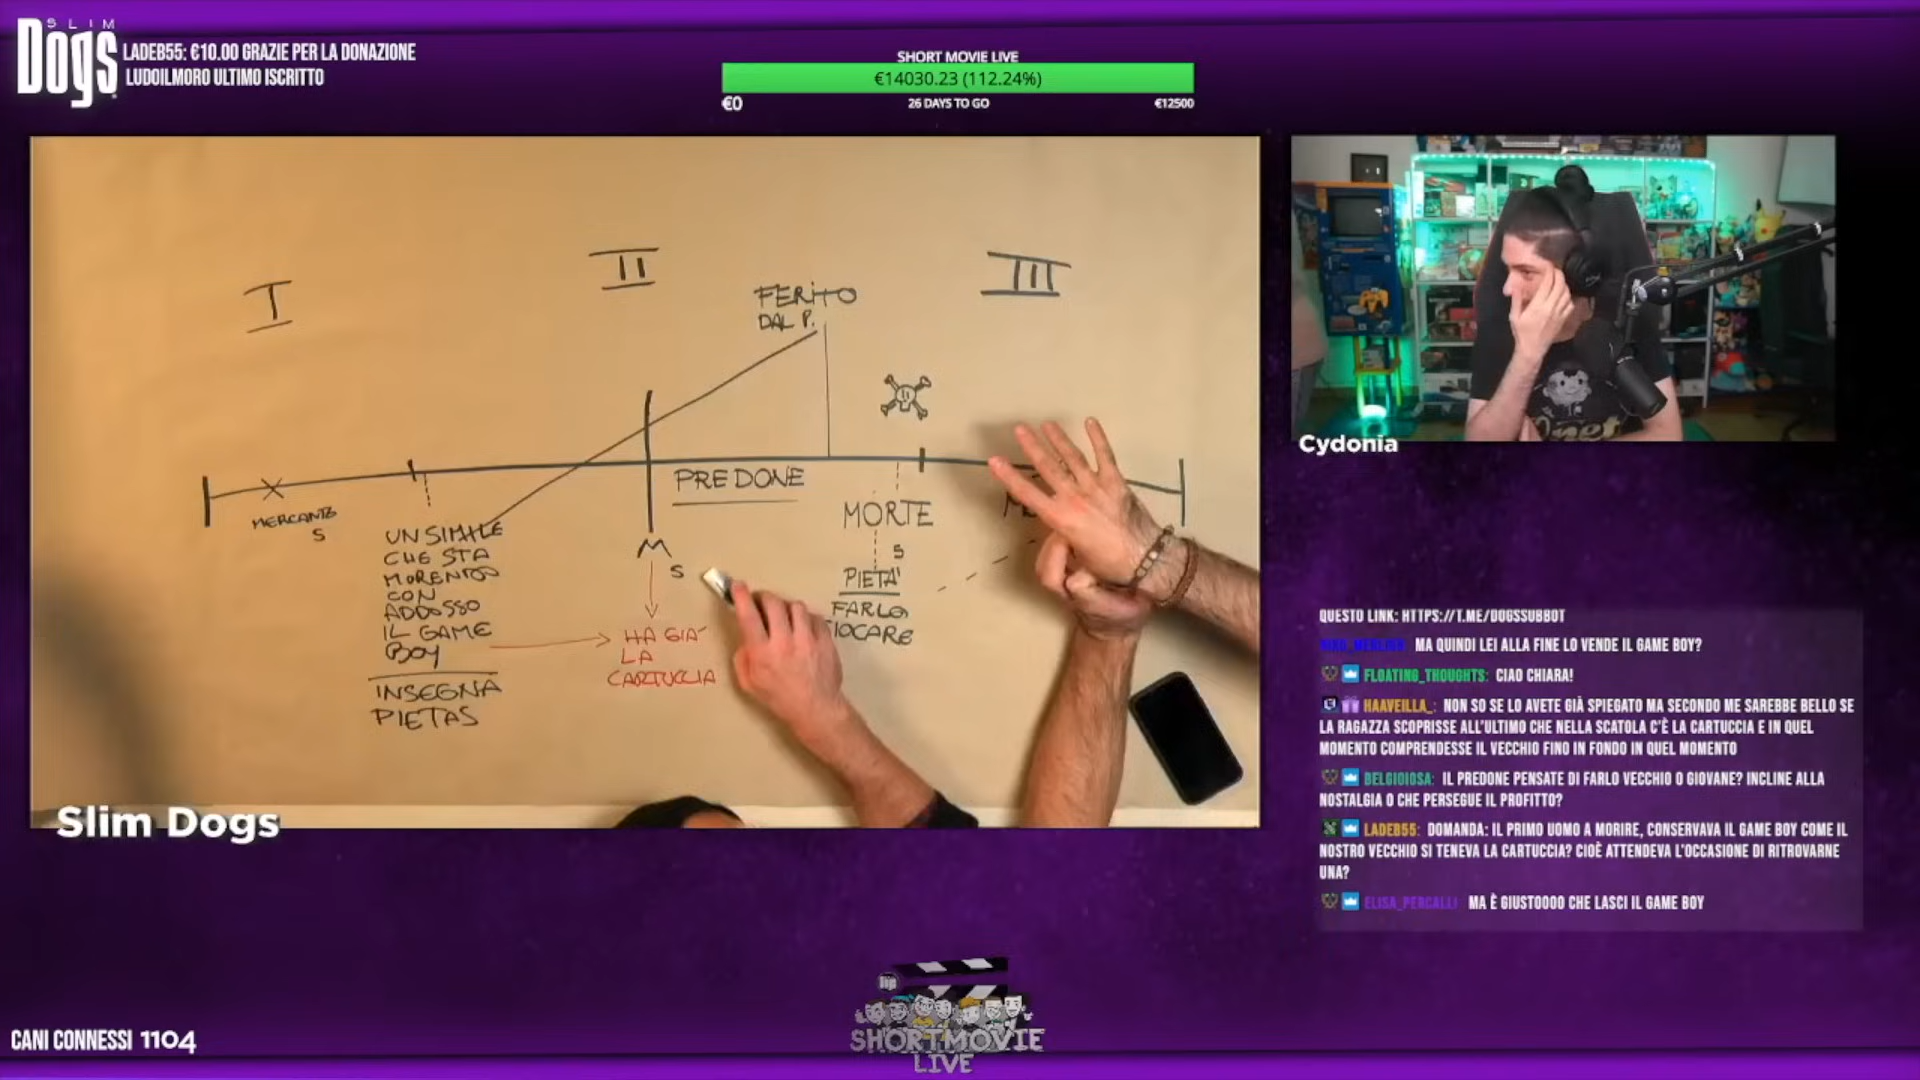 SLIM
Dogs
LADEB55: €10.00 GRAZIE PER LA DONAZIONE
LUDOILMORO ULTIMO ISCRITTO
SHORT MOVIE LIVE
€14030.23 (112.24%)
€0
26 DAYS TO GO
€12500
I
II
III
FERITO
DAL P.
MERCANTE
S
UN SIMILE
CHE STA
MORENTO
CON
ADDOSSO
IL GAME
BOY
INSEGNA
PIETAS
PREDONE
M
S
HA GIA'
LA
CARTUCCIA
MORTE
S
PIETA'
FARLO
GIOCARE
Slim Dogs
Cydonia
QUESTO LINK: HTTPS://T.ME/DOGSSUBBOT
MA QUINDI LEI ALLA FINE LO VENDE IL GAME BOY?
FLOATING_THOUGHTS: CIAO CHIARA!
HAAVEILLA_: NON SO SE LO AVETE GIÀ SPIEGATO MA SECONDO ME SAREBBE BELLO SE
LA RAGAZZA SCOPRISSE ALL'ULTIMO CHE NELLA SCATOLA C'È LA CARTUCCIA E IN QUEL
MOMENTO COMPRENDESSE IL VECCHIO FINO IN FONDO IN QUEL MOMENTO
BELGIOIOSA: IL PREDONE PENSATE DI FARLO VECCHIO O GIOVANE? INCLINE ALLA
NOSTALGIA O CHE PERSEGUE IL PROFITTO?
LADEB55: DOMANDA: IL PRIMO UOMO A MORIRE, CONSERVAVA IL GAME BOY COME IL
NOSTRO VECCHIO SI TENEVA LA CARTUCCIA? CIOÈ ATTENDEVA L'OCCASIONE DI RITROVARNE
UNA?
ELISA_PERCALLI: MA È GIUSTOOOO CHE LASCI IL GAME BOY
CANI CONNESSI 1104
SHORTMOVIE
LIVE